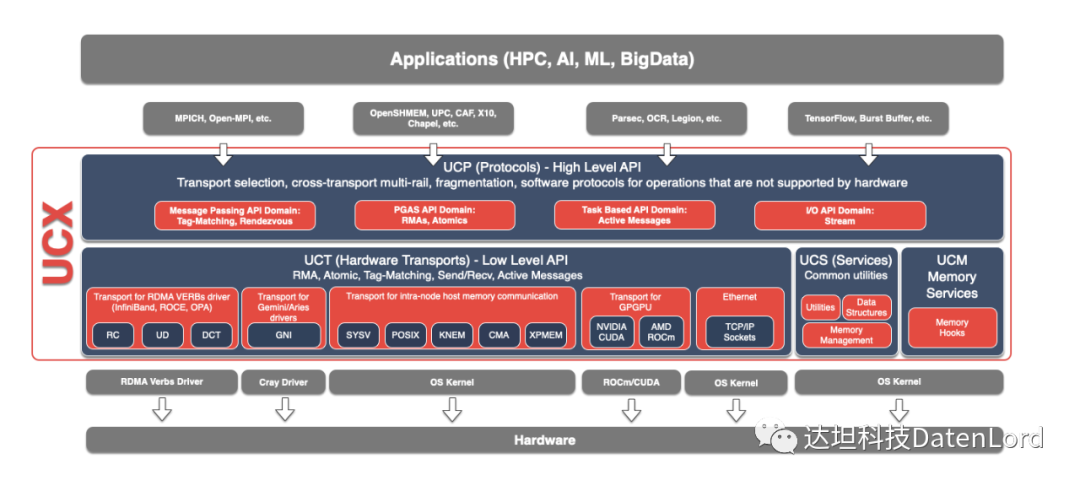 Applications (HPC, AI, ML, BigData)
MPICH, Open-MPI, etc.
OpenSHMEM, UPC, CAF, X10,
Chapel, etc.
Parsec, OCR, Legion, etc.
TensorFlow, Burst Buffer, etc.
UCX
UCP (Protocols) - High Level API
Transport selection, cross-transport multi-rail, fragmentation, software protocols for operations that are not supported by hardware
Message Passing API Domain:
Tag-Matching, Rendezvous
PGAS API Domain:
RMAs, Atomics
Task Based API Domain:
Active Messages
I/O API Domain:
Stream
UCT (Hardware Transports) - Low Level API
RMA, Atomic, Tag-Matching, Send/Recv, Active Messages
Transport for RDMA VERBs driver
(InfiniBand, ROCE, OPA)
RC
UD
DCT
Transport for
Gemini/Aries
drivers
GNI
Transport for intra-node host memory communication
SYSV
POSIX
KNEM
CMA
XPMEM
Transport for
GPGPU
NVIDIA
CUDA
AMD
ROCm
Ethernet
TCP/IP
Sockets
UCS (Services)
Common utilities
Utilities
Data
Structures
Memory
Management
UCM
Memory
Services
Memory
Hooks
RDMA Verbs Driver
Cray Driver
OS Kernel
ROCm/CUDA
OS Kernel
OS Kernel
Hardware
达坦科技DatenLord